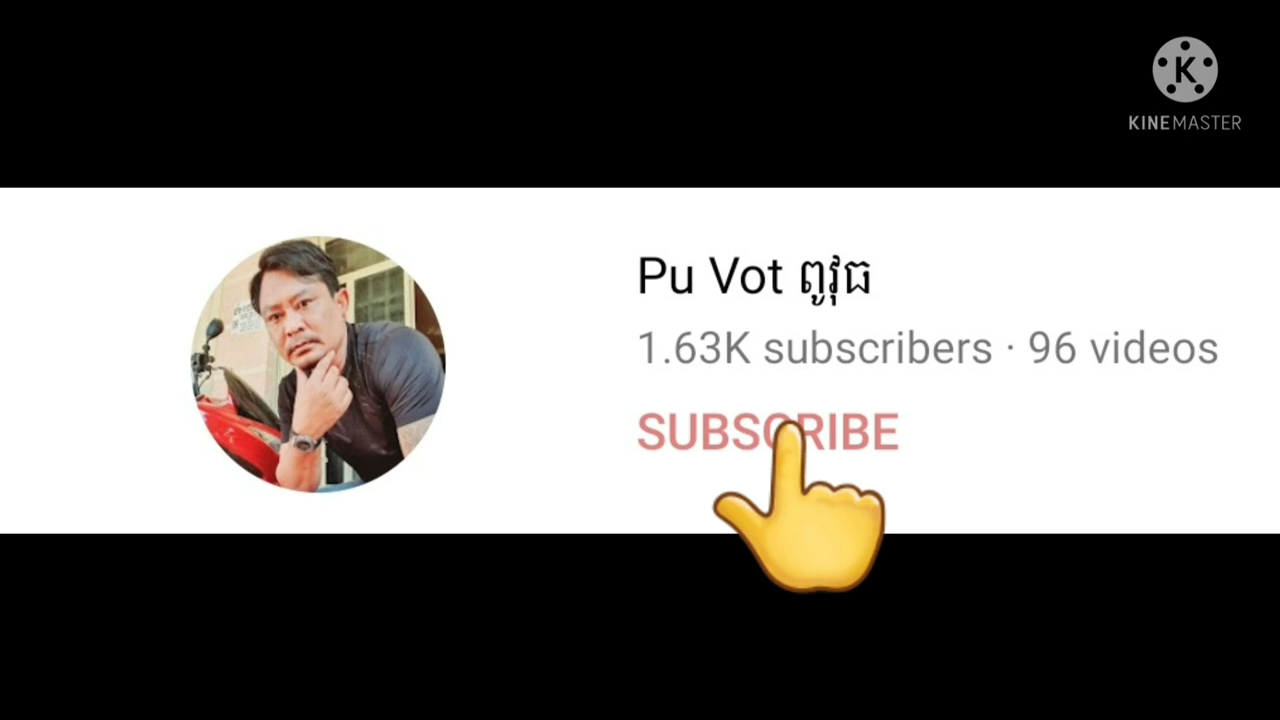 K
KINEMASTER
Pu Vot ពូវុធ
1.63K subscribers · 96 videos
SUBSCRIBE